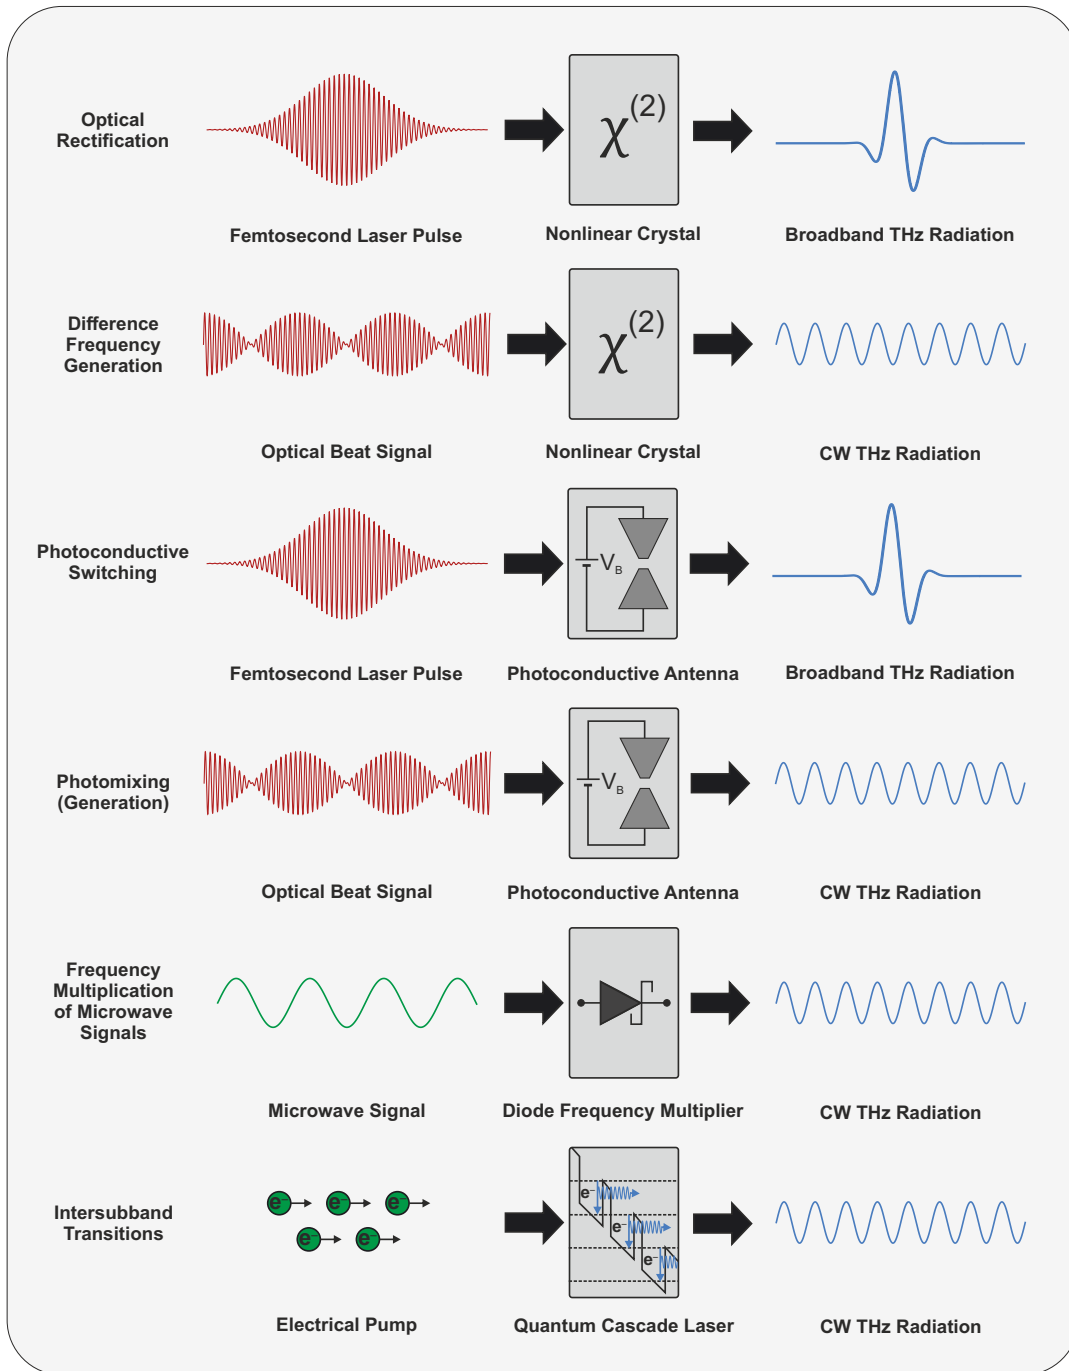 Optical
Rectification
χ(2)
Femtosecond Laser Pulse
Nonlinear Crystal
Broadband THz Radiation
Difference
Frequency
Generation
χ(2)
Optical Beat Signal
Nonlinear Crystal
CW THz Radiation
Photoconductive
Switching
VB
Femtosecond Laser Pulse
Photoconductive Antenna
Broadband THz Radiation
Photomixing
(Generation)
VB
Optical Beat Signal
Photoconductive Antenna
CW THz Radiation
Frequency
Multiplication
of Microwave
Signals
Microwave Signal
Diode Frequency Multiplier
CW THz Radiation
Intersubband
Transitions
e⁻ e⁻ e⁻
e⁻ e⁻
e⁻
e⁻
e⁻
Electrical Pump
Quantum Cascade Laser
CW THz Radiation